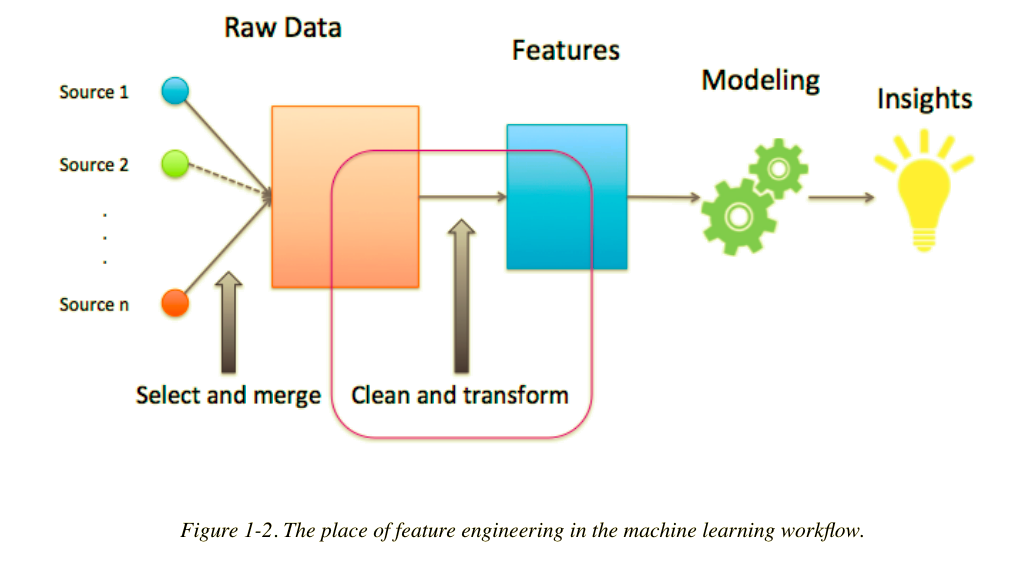 Raw Data
Features
Modeling
Insights
Source 1
Source 2
.
.
.
Source n
Select and merge
Clean and transform
Figure 1-2. The place of feature engineering in the machine learning workflow.